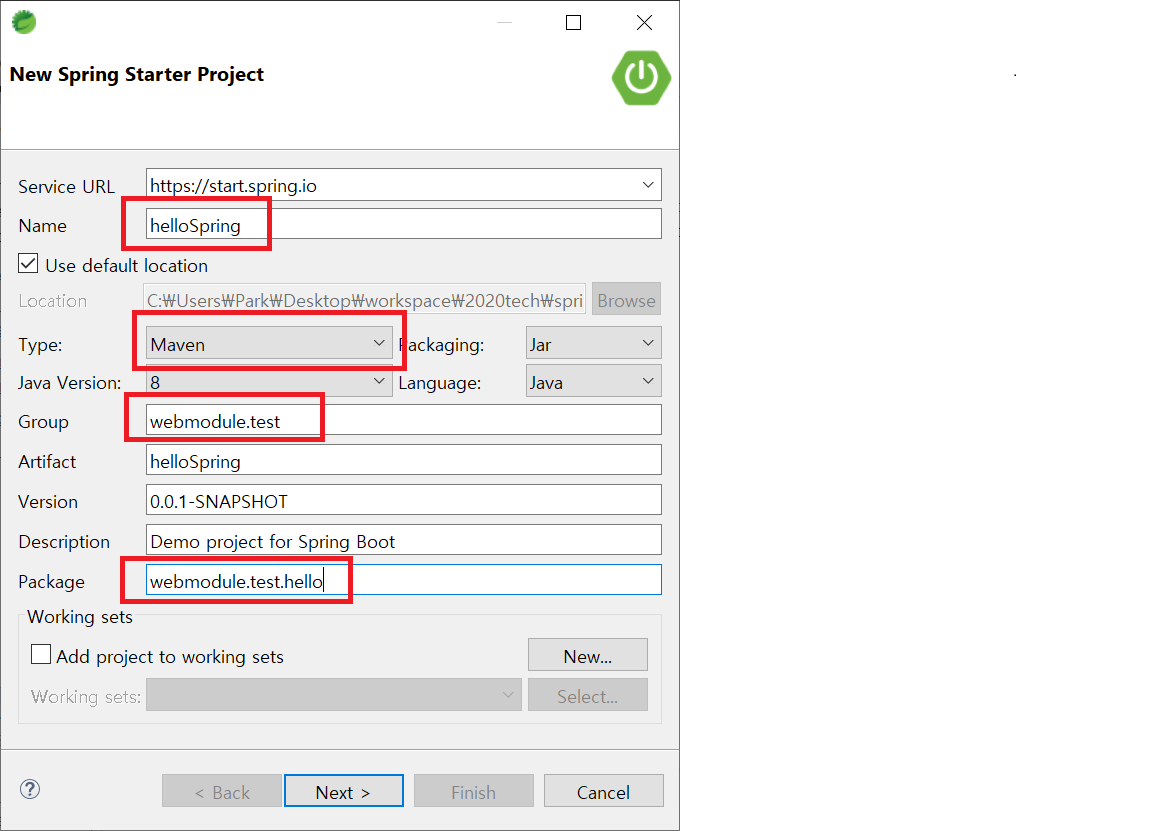 New Spring Starter Project
Service URL https://start.spring.io
Name helloSpring
Use default location
Location C:₩Users₩Park₩Desktop₩workspace₩2020tech₩spri Browse
Type: Maven Packaging: Jar
Java Version: 8 Language: Java
Group webmodule.test
Artifact helloSpring
Version 0.0.1-SNAPSHOT
Description Demo project for Spring Boot
Package webmodule.test.hello
Working sets
Add project to working sets New...
Working sets: Select...
? < Back Next > Finish Cancel